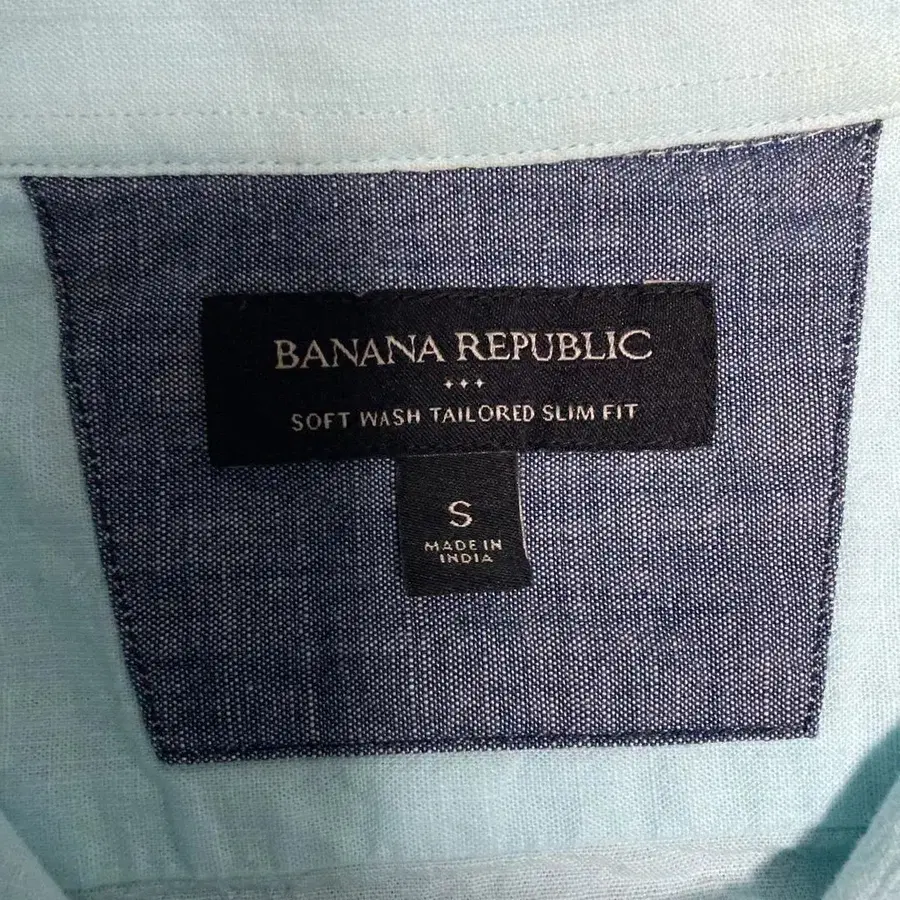 BANANA REPUBLIC
SOFT WASH TAILORED SLIM FIT
S
MADE IN
INDIA